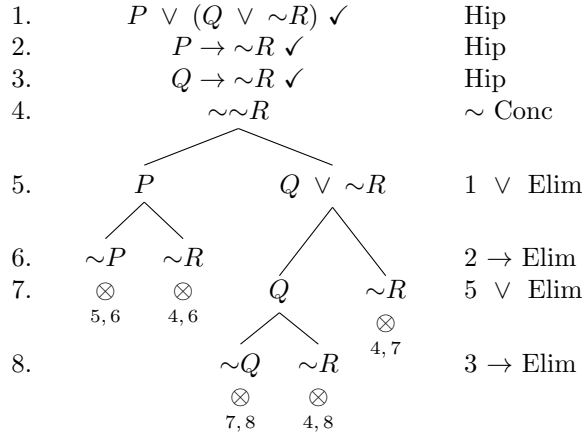 1. P ∨ (Q ∨ ∼R) ✓ Hip
2. P → ∼R ✓ Hip
3. Q → ∼R ✓ Hip
4. ∼∼R ∼ Conc
5. P Q ∨ ∼R 1 ∨ Elim
6. ∼P ∼R 2 → Elim
7. ⊗ ⊗ Q ∼R 5 ∨ Elim
5, 6 4, 6 ⊗
4, 7
8. ∼Q ∼R 3 → Elim
⊗ ⊗
7, 8 4, 8